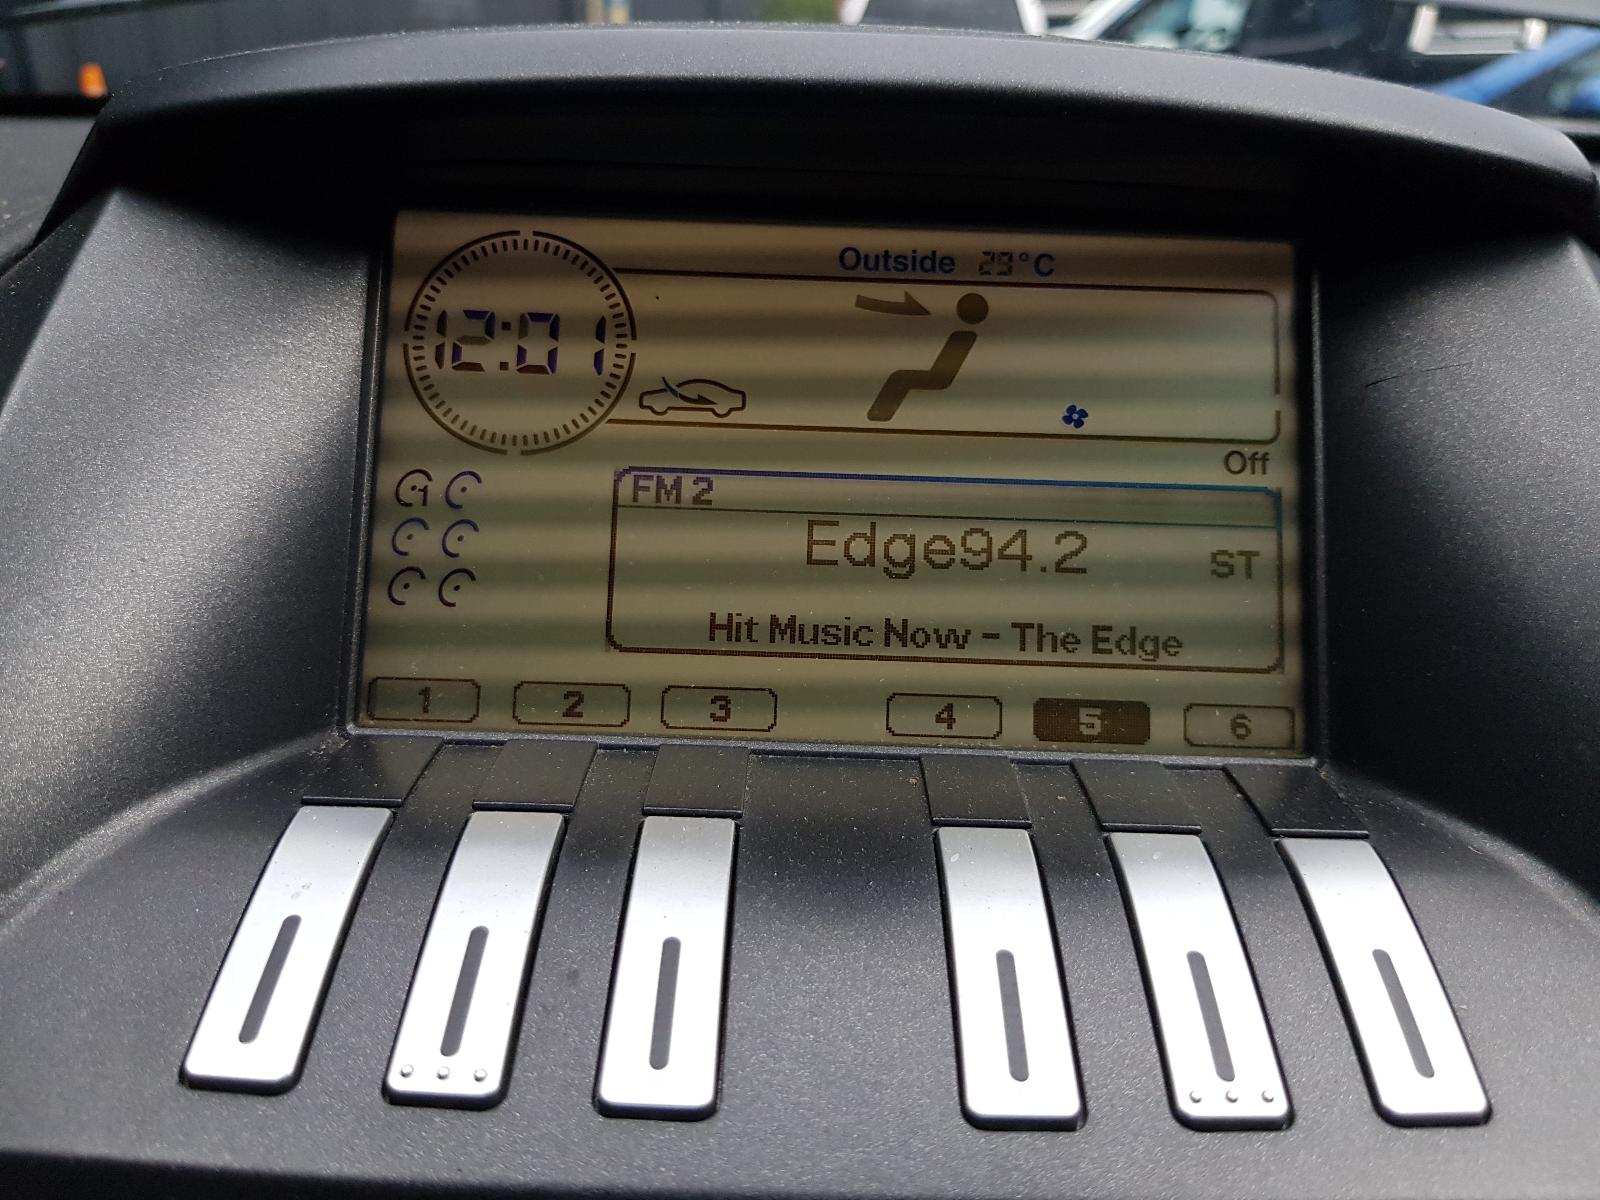 Outside 29°C
12:01
Off
FM 2
Edge94.2
ST
Hit Music Now - The Edge
1 2 3 4 5 6